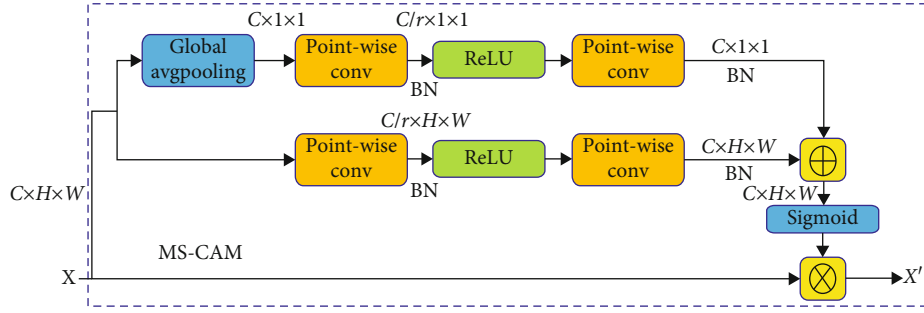 C×1×1
C/r×1×1
Global
avgpooling
Point-wise
conv
BN
ReLU
Point-wise
conv
C×1×1
BN
C/r×H×W
Point-wise
conv
BN
ReLU
Point-wise
conv
C×H×W
BN
C×H×W
C×H×W
Sigmoid
MS-CAM
X
X′